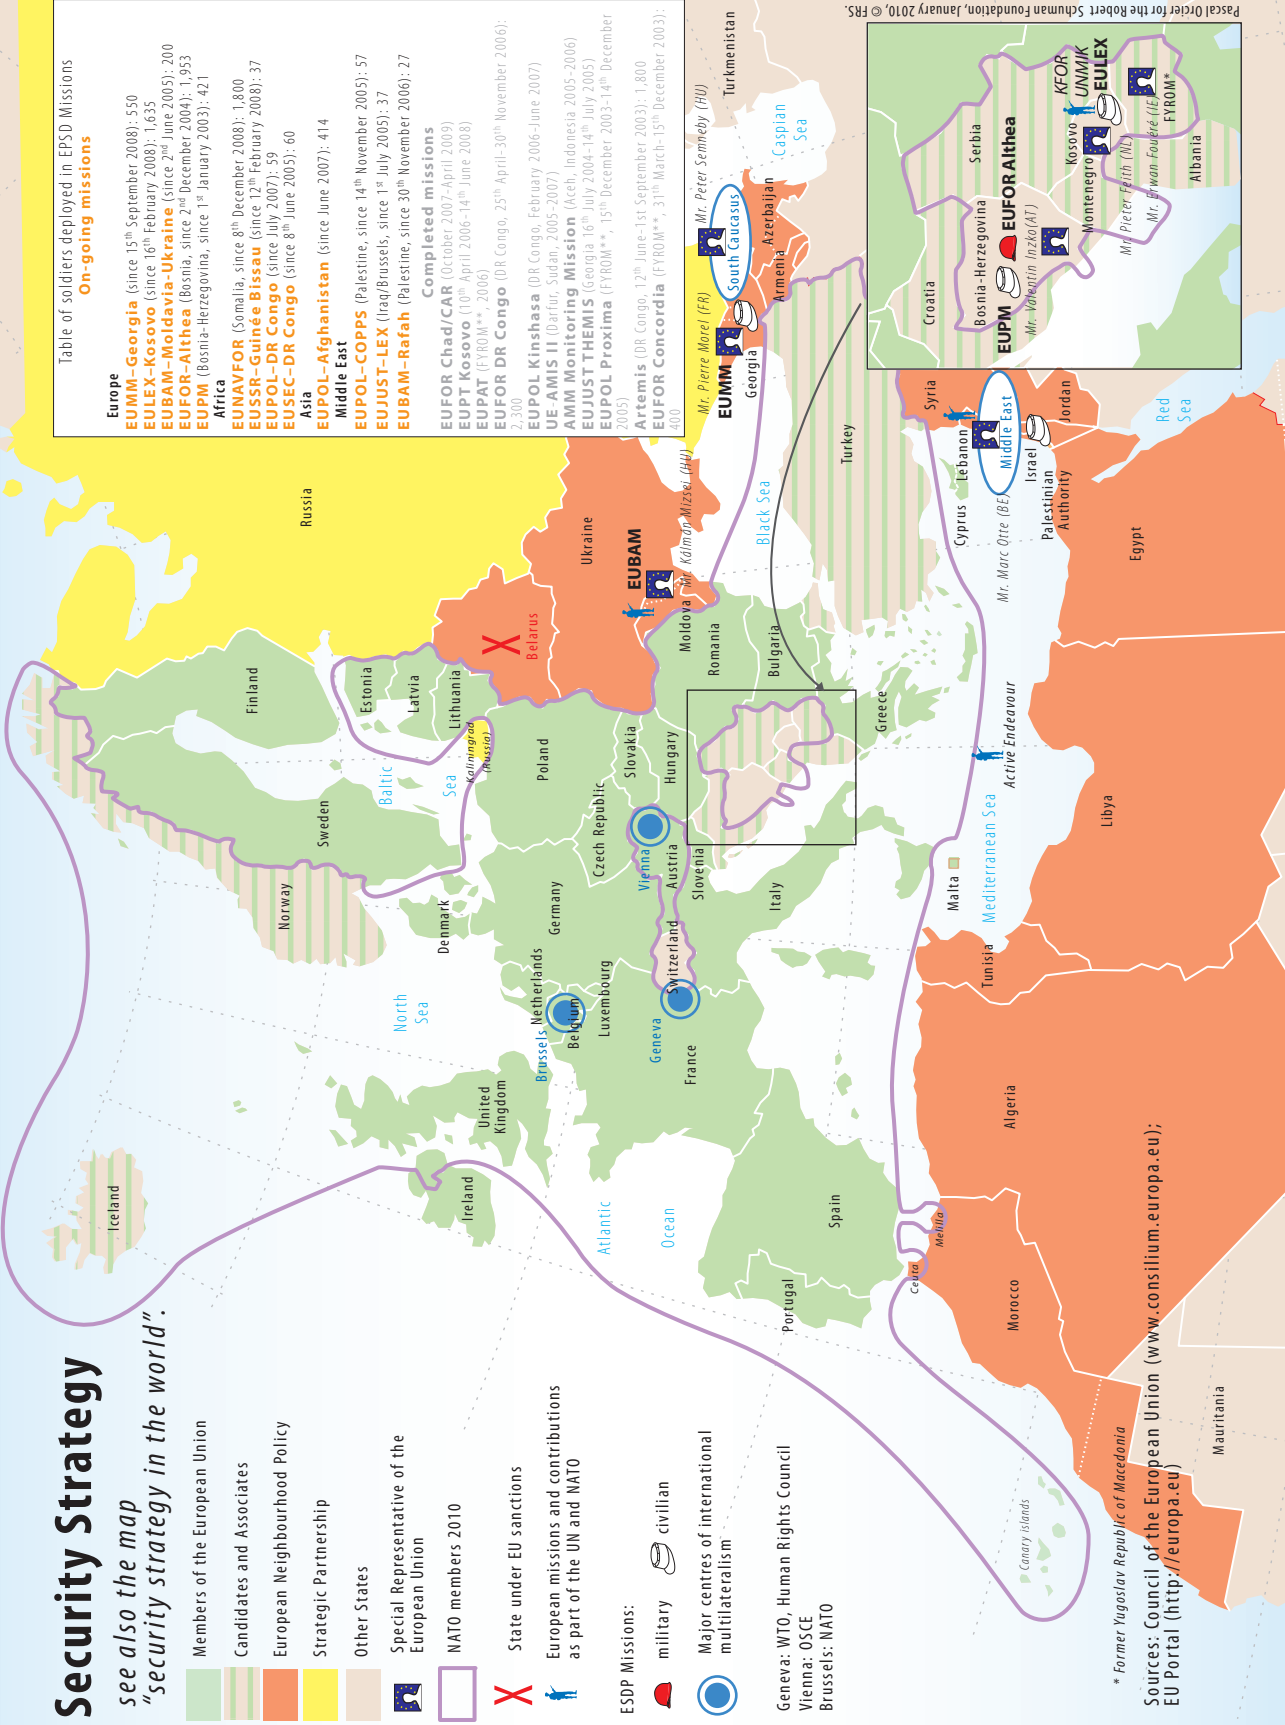 Security Strategy
see also the map
“security strategy in the world”.
Members of the European Union
Candidates and Associates
European Neighbourhood Policy
Strategic Partnership
Other States
Special Representative of the
European Union
NATO members 2010
State under EU sanctions
European missions and contributions
as part of the UN and NATO
ESDP Missions:
military
civilian
Major centres of international
multilateralism
Geneva: WTO, Human Rights Council
Vienna: OSCE
Brussels: NATO
* Former Yugoslav Republic of Macedonia
Sources: Council of the European Union (www.consilium.europa.eu);
EU Portal (http://europa.eu)
Table of soldiers deployed in EPSD Missions
On-going missions
Europe
EUMM-Georgia (since 15th September 2008): 550
EULEX-Kosovo (since 16th February 2008): 1,635
EUBAM-Moldavia-Ukraine (since 2nd June 2005): 200
EUFOR-Althea (Bosnia, since 2nd December 2004): 1,953
EUPM (Bosnia-Herzegovina, since 1st January 2003): 421
Africa
UNAVFOR (Somalia, since 8th December 2008): 1,800
EUSSR-Guinée Bissau (since 12th February 2008): 37
EUPOL-DR Congo (since July 2007): 59
EUSEC-DR Congo (since 8th June 2005): 60
Asia
EUPOL-Afghanistan (since June 2007): 414
Middle East
EUPOL-COPPS (Palestine, since 14th November 2005): 57
EUJUST-LEX (Iraq/Brussels, since 1st July 2005): 37
EUBAM-Rafah (Palestine, since 30th November 2006): 27
Completed missions
EUFOR Chad/CAR (October 2007-April 2009)
EUPT Kosovo (10th April 2006-14th June 2008)
EUPAT (FYROM*, 2006)
EUFOR DR Congo (DR Congo, 25th April-30th November 2006):
2,300
EUPOL Kinshasa (DR Congo, February 2006-June 2007)
UE-AMIS II (Darfur, Sudan, 2005-2007)
AMM Monitoring Mission (Aceh, Indonesia 2005-2006)
EUJUST THEMIS (Georgia 16th July 2004-14th July 2005)
EUPOL Proxima (FYROM**, 15th December 2003-14th December
2005)
Artemis (DR Congo, 12th June-1st September 2003): 1,800
EUFOR Concordia (FYROM**, 31th March-15th December 2003):
400
Iceland
Norway
Sweden
Finland
Russia
Estonia
Latvia
Lithuania
Kaliningrad
(Russia)
Belarus
Baltic
Sea
North
Sea
Denmark
Ireland
United
Kingdom
Netherlands
Brussels
Belgium
Luxembourg
Germany
Poland
Czech Republic
Slovakia
Vienna
Austria
Hungary
Slovenia
Switzerland
Geneva
France
Atlantic
Ocean
Portugal
Spain
Italy
Malta
Greece
Bulgaria
Romania
Moldova
Ukraine
EUBAM
Mr. Kálmán Mizsei (HU)
Black Sea
Turkey
Mr. Pierre Morel (FR)
EUMM
Georgia
Mr. Peter Semneby (HU)
South Caucasus
Armenia
Azerbaijan
Turkmenistan
Caspian
Sea
Syria
Lebanon
Cyprus
Middle East
Mr. Marc Otte (BE)
Israel
Palestinian
Authority
Jordan
Red
Sea
Egypt
Active Endeavour
Mediterranean Sea
Libya
Tunisia
Algeria
Melilla
Ceuta
Morocco
Canary islands
Mauritania
Croatia
Serbia
Bosnia-Herzegovina
EUPM
EUFOR Althea
Mr. Valentin Inzko(AT)
Montenegro
Kosovo
KFOR
UNMIK
EULEX
Mr. Pieter Feith (NL)
Mr. Erwan Fouéré (IE)
FYROM*
Albania
Pascal Orcier for the Robert Schuman Foundation, January 2010, © FRS.